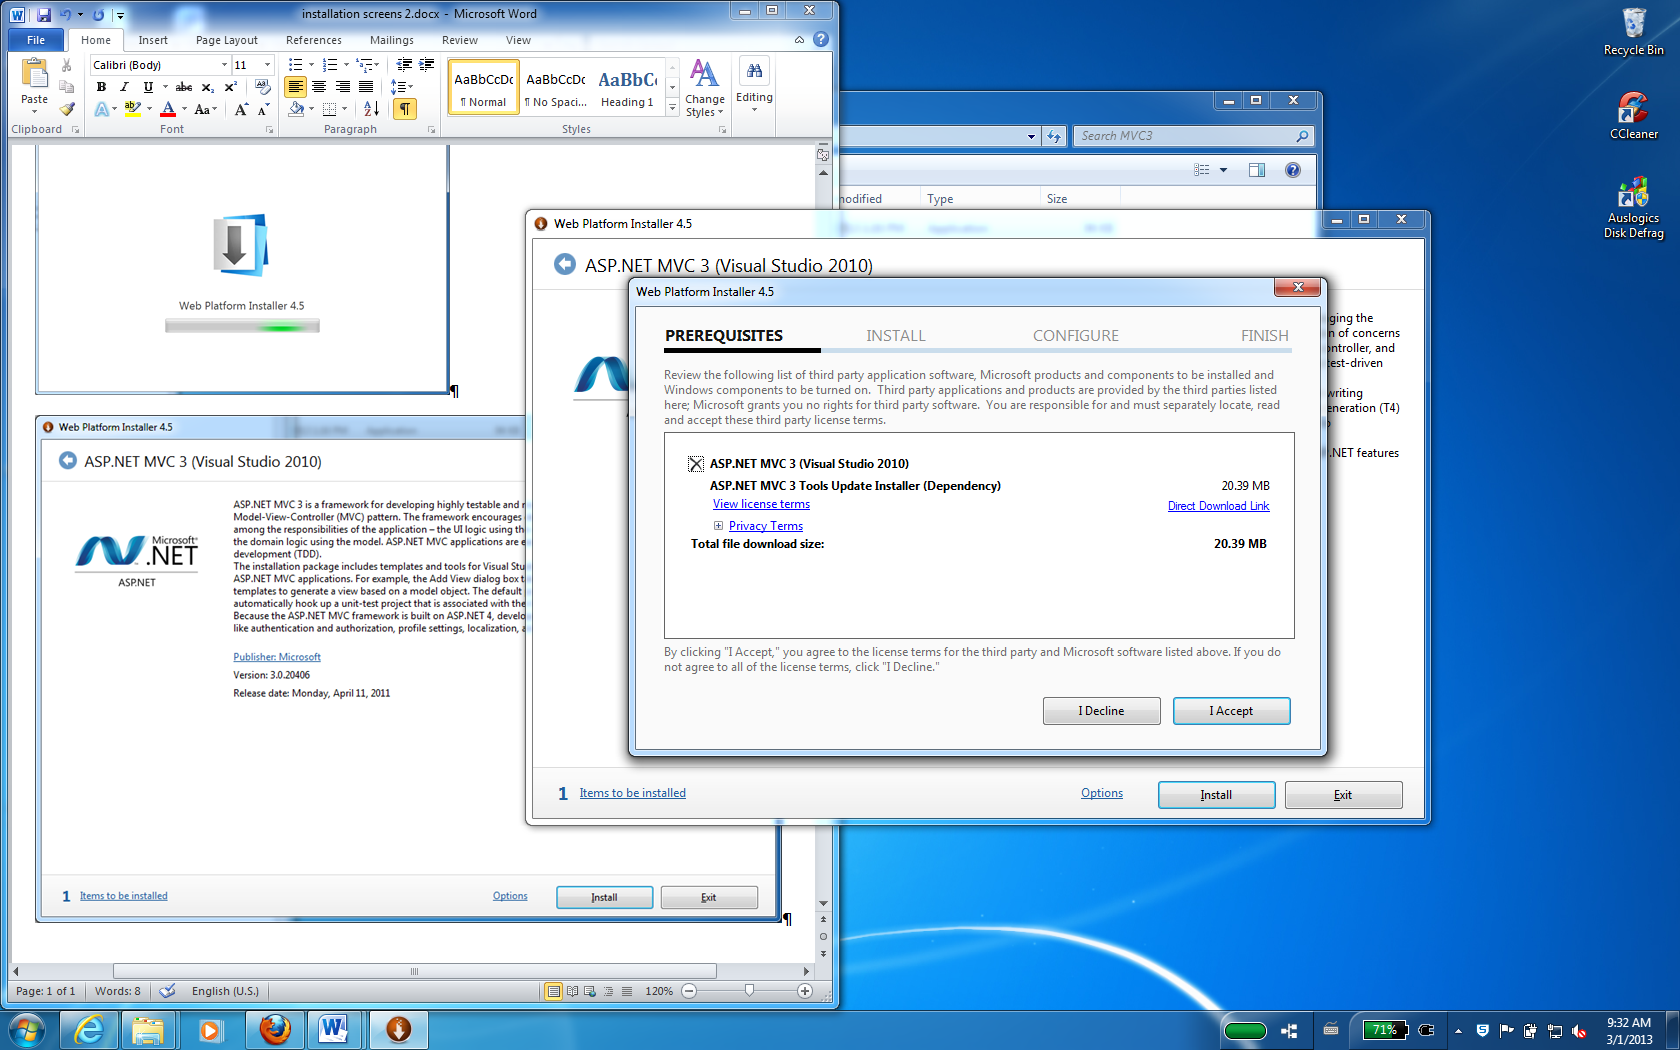 installation screens 2.docx - Microsoft Word
File Home Insert Page Layout References Mailings Review View
Paste
Calibri (Body) 11
B I U abc x₂ x²
A ab A Aa A A
¶
AaBbCcDc AaBbCcDc AaBbCc
¶ Normal ¶ No Spaci... Heading 1
Change Styles
Editing
Clipboard Font Paragraph Styles
Web Platform Installer 4.5
¶
Web Platform Installer 4.5
ASP.NET MVC 3 (Visual Studio 2010)
Microsoft®
.NET
ASP.NET
ASP.NET MVC 3 is a framework for developing highly testable and
Model-View-Controller (MVC) pattern. The framework encourages
among the responsibilities of the application – the UI logic using the
the domain logic using the model. ASP.NET MVC applications are
development (TDD).
The installation package includes templates and tools for Visual
ASP.NET MVC applications. For example, the Add View dialog box
templates to generate a view based on a model object. The default
automatically hook up a unit-test project that is associated with the
Because the ASP.NET MVC framework is built on ASP.NET 4,
like authentication and authorization, profile settings, localization,
Publisher: Microsoft
Version: 3.0.20406
Release date: Monday, April 11, 2011
1 Items to be installed Options Install Exit
¶
Page: 1 of 1 Words: 8 English (U.S.) 120%
Search MVC3
modified Type Size
Web Platform Installer 4.5
ASP.NET MVC 3 (Visual Studio 2010)
ging the
n of concerns
ontroller, and
test-driven
writing
eneration (T4)
.NET features
Web Platform Installer 4.5
PREREQUISITES INSTALL CONFIGURE FINISH
Review the following list of third party application software, Microsoft products and components to be installed and
Windows components to be turned on. Third party applications and products are provided by the third parties listed
here; Microsoft grants you no rights for third party software. You are responsible for and must separately locate, read
and accept these third party license terms.
ASP.NET MVC 3 (Visual Studio 2010)
ASP.NET MVC 3 Tools Update Installer (Dependency) 20.39 MB
View license terms Direct Download Link
Privacy Terms
Total file download size: 20.39 MB
By clicking "I Accept," you agree to the license terms for the third party and Microsoft software listed above. If you do
not agree to all of the license terms, click "I Decline."
I Decline I Accept
1 Items to be installed Options Install Exit
Recycle Bin
CCleaner
Auslogics
Disk Defrag
71%
9:32 AM
3/1/2013